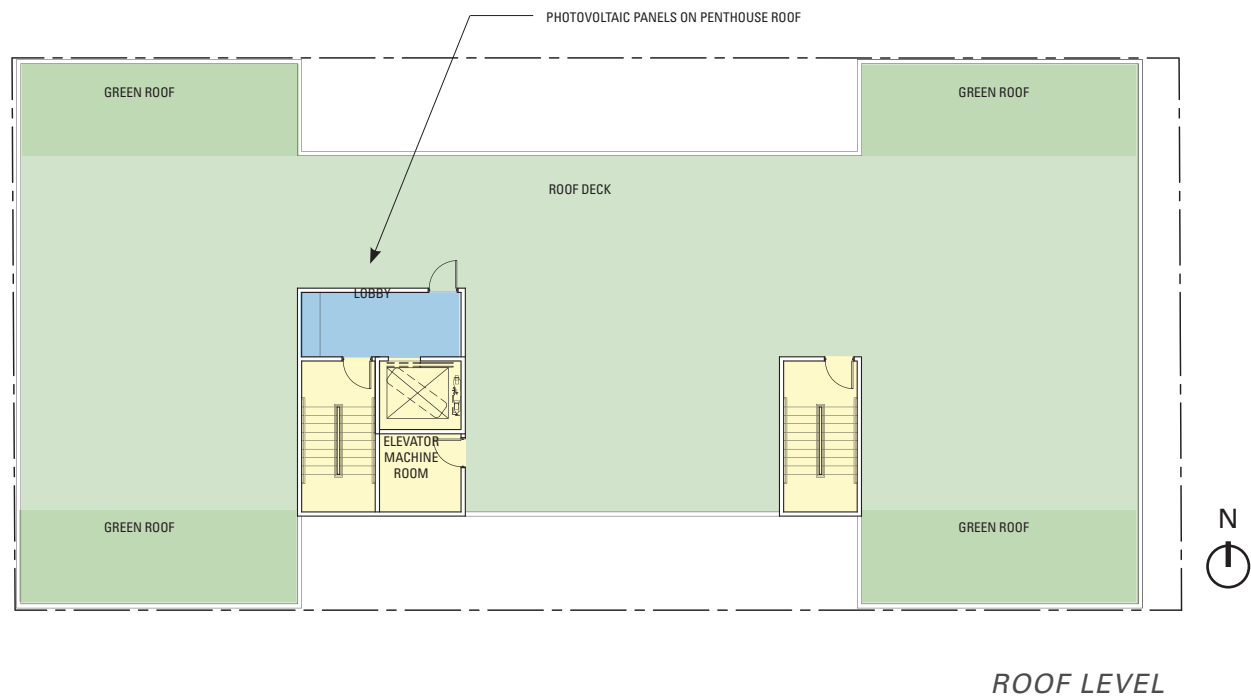 PHOTOVOLTAIC PANELS ON PENTHOUSE ROOF
GREEN ROOF
GREEN ROOF
ROOF DECK
LOBBY
ELEVATOR
MACHINE
ROOM
GREEN ROOF
GREEN ROOF
N
ROOF LEVEL